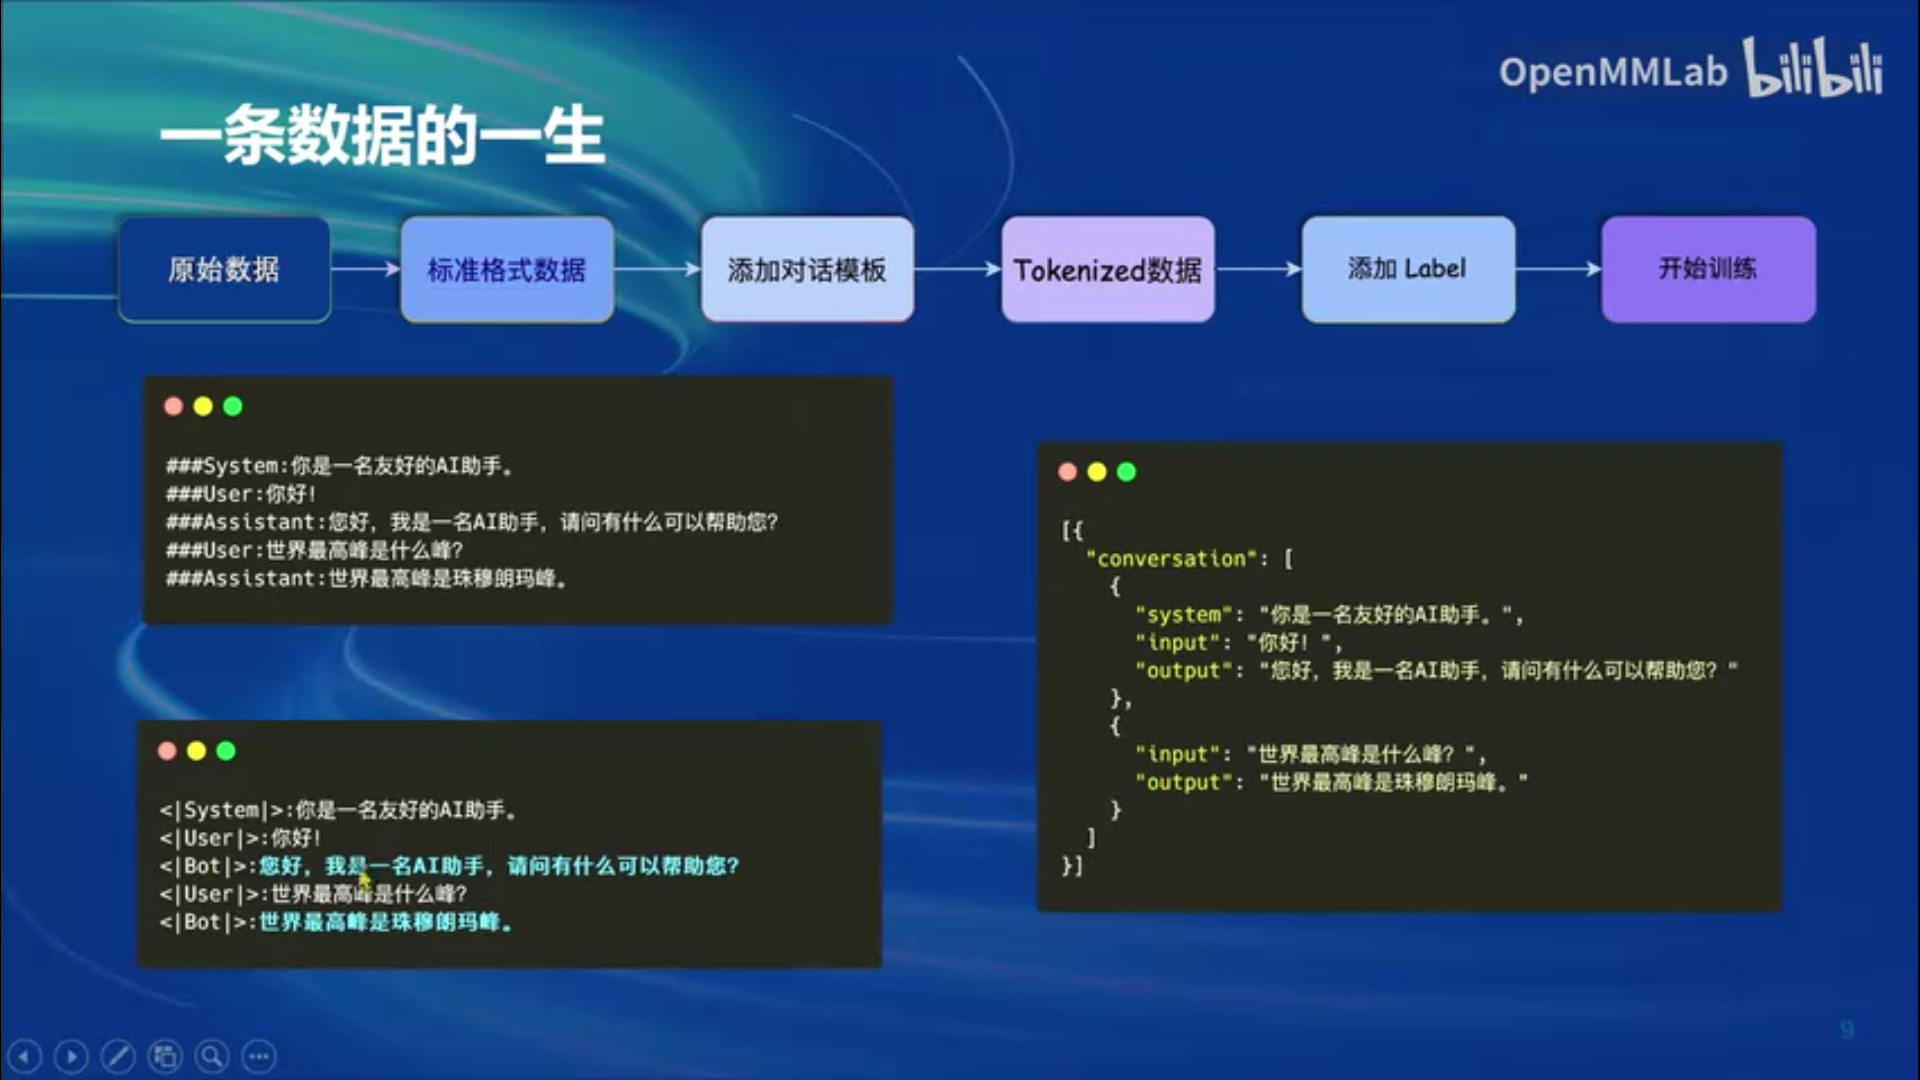 OpenMMLab bilibili
一条数据的一生
原始数据
标准格式数据
添加对话模板
Tokenized数据
添加 Label
开始训练
###System:你是一名友好的AI助手。
###User:你好!
###Assistant:您好，我是一名AI助手，请问有什么可以帮助您?
###User:世界最高峰是什么峰?
###Assistant:世界最高峰是珠穆朗玛峰。
<|System|>:你是一名友好的AI助手。
<|User|>:你好!
<|Bot|>:您好，我是一名AI助手，请问有什么可以帮助您?
<|User|>:世界最高峰是什么峰?
<|Bot|>:世界最高峰是珠穆朗玛峰。
[{
"conversation": [
{
"system": "你是一名友好的AI助手。",
"input": "你好! ",
"output": "您好，我是一名AI助手，请问有什么可以帮助您? "
},
{
"input": "世界最高峰是什么峰? ",
"output": "世界最高峰是珠穆朗玛峰。"
}
]
}]
9